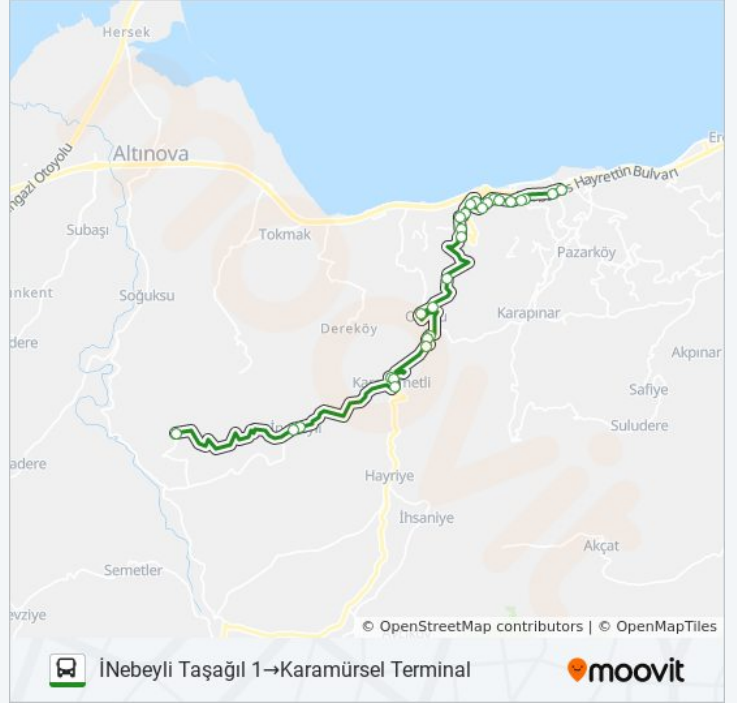 Hersek
Altınova
Subaşı
Tokmak
Hayrettin Bulvarı
Pazarköy
Soğuksu
Karapınar
Dereköy
Akpınar
Safiye
Suludere
Hayriye
İhsaniye
Akçat
Semetler
© OpenStreetMap contributors | © OpenMapTiles
İNebeyli Taşağıl 1→Karamürsel Terminal
moovit